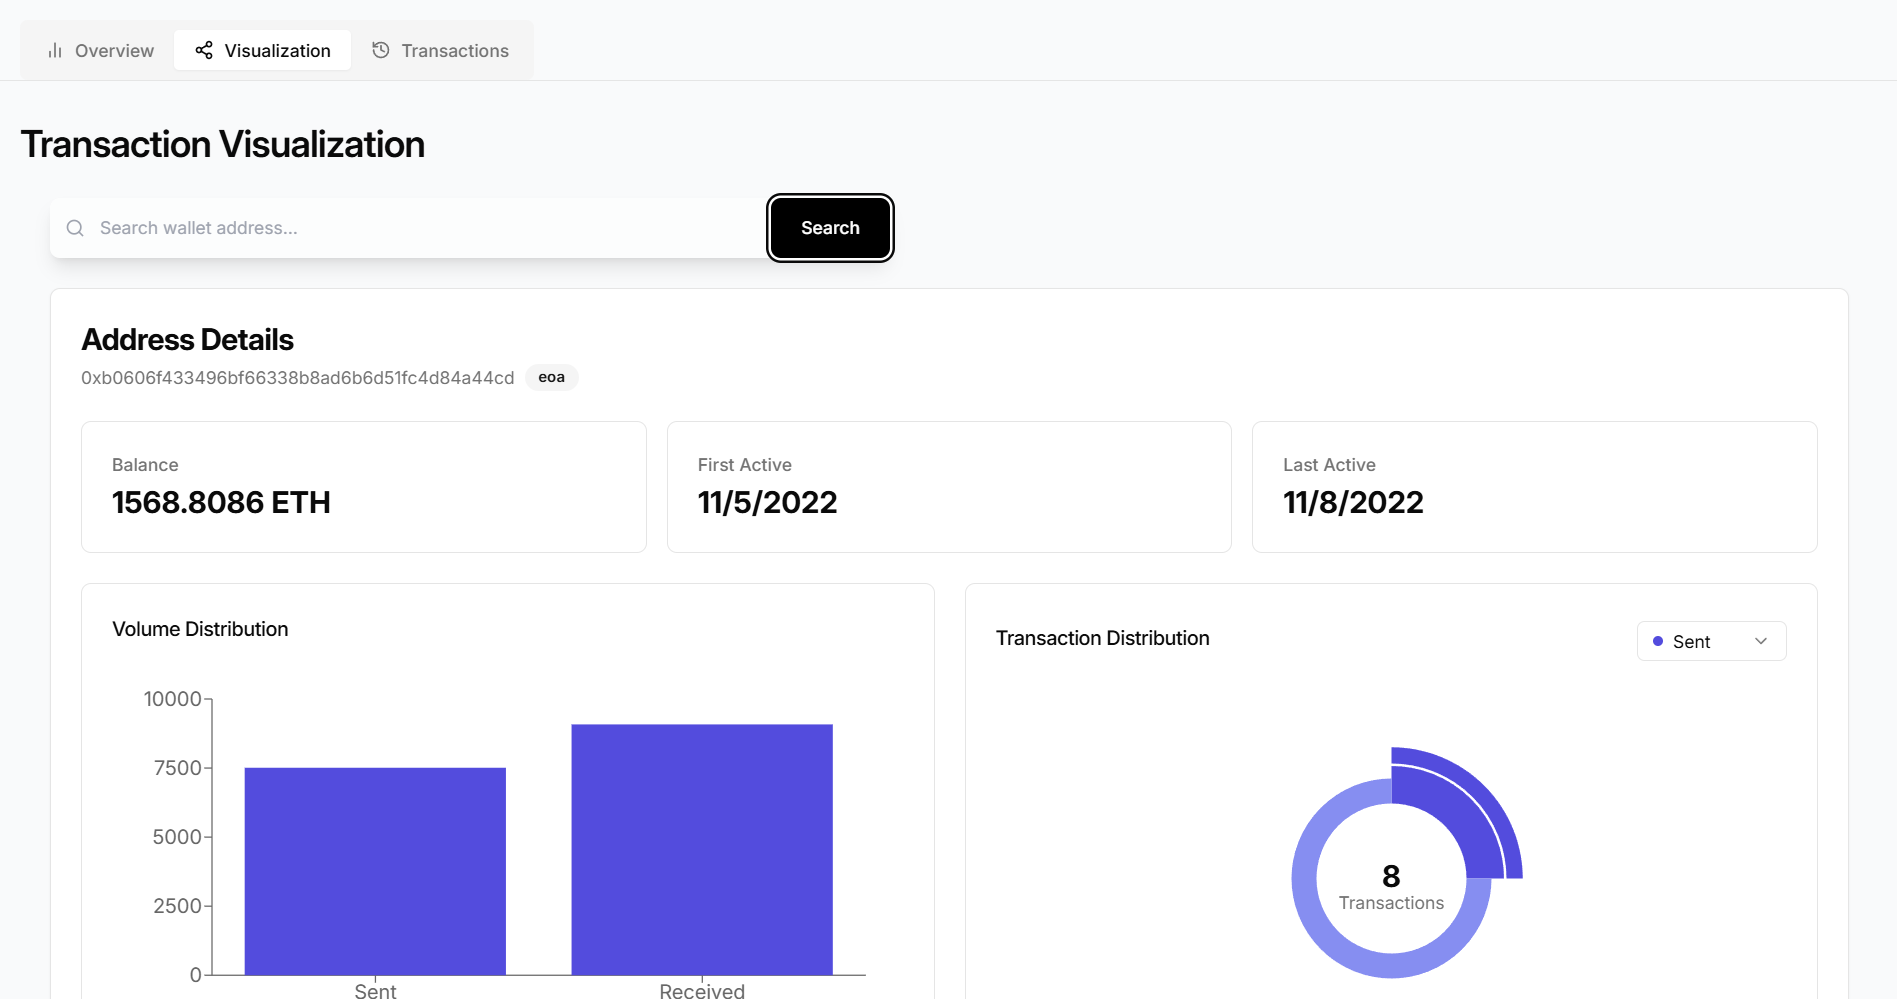 Overview
Visualization
Transactions
Transaction Visualization
Search wallet address...
Search
Address Details
0xb0606f433496bf66338b8ad6b6d51fc4d84a44cd eoa
Balance
1568.8086 ETH
First Active
11/5/2022
Last Active
11/8/2022
Volume Distribution
10000
7500
5000
2500
0
Sent
Received
Transaction Distribution
Sent
8
Transactions